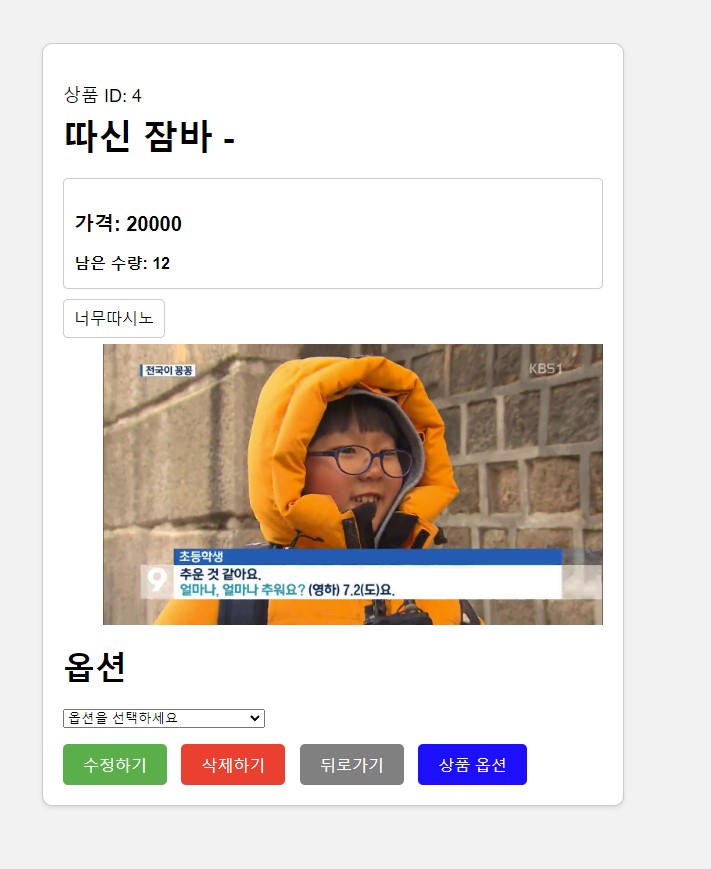 상품 ID: 4
따신 잠바 -
가격: 20000
남은 수량: 12
너무따시노
전국이 꽁꽁
KBS1
초등학생
9
추운 것 같아요.
얼마나, 얼마나 추워요? (영하) 7.2(도)요.
옵션
옵션을 선택하세요
수정하기 삭제하기 뒤로가기 상품 옵션